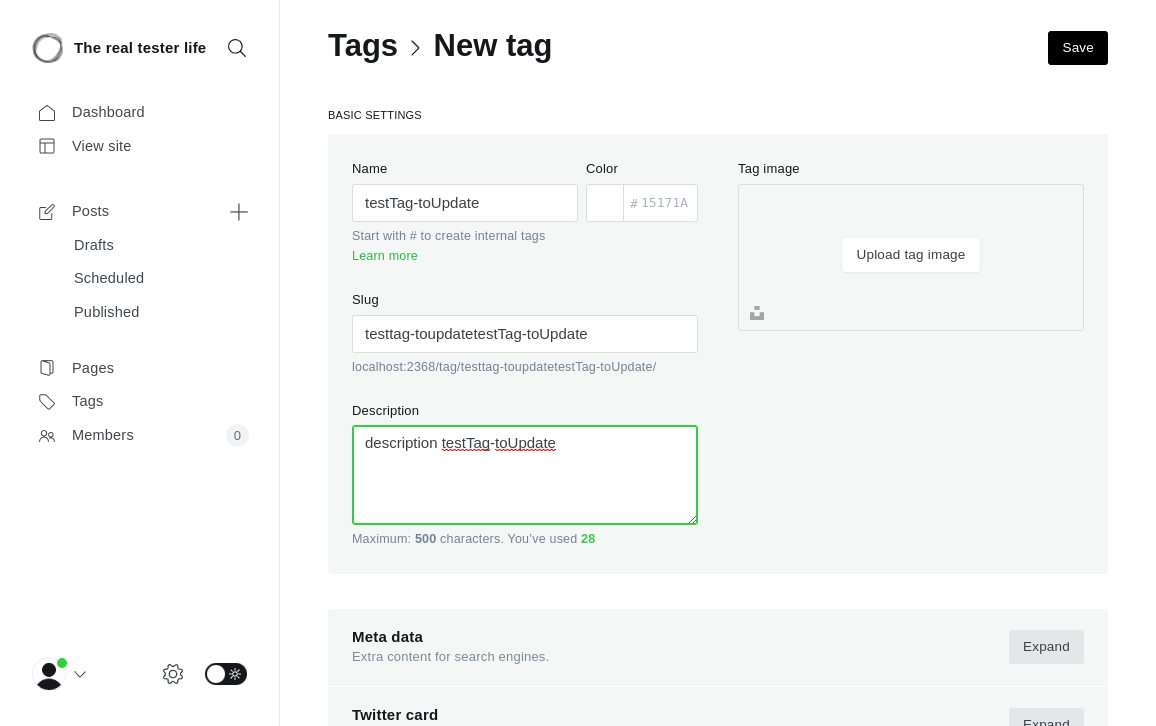 The real tester life
Dashboard
View site
Posts
Drafts
Scheduled
Published
Pages
Tags
Members 0
Tags > New tag
Save
BASIC SETTINGS
Name
testTag-toUpdate
Start with # to create internal tags
Learn more
Color
# 15171A
Slug
testtag-toupdatetestTag-toUpdate
localhost:2368/tag/testtag-toupdatetestTag-toUpdate/
Description
description testTag-toUpdate
Maximum: 500 characters. You’ve used 28
Tag image
Upload tag image
Meta data
Extra content for search engines.
Expand
Twitter card
Expand